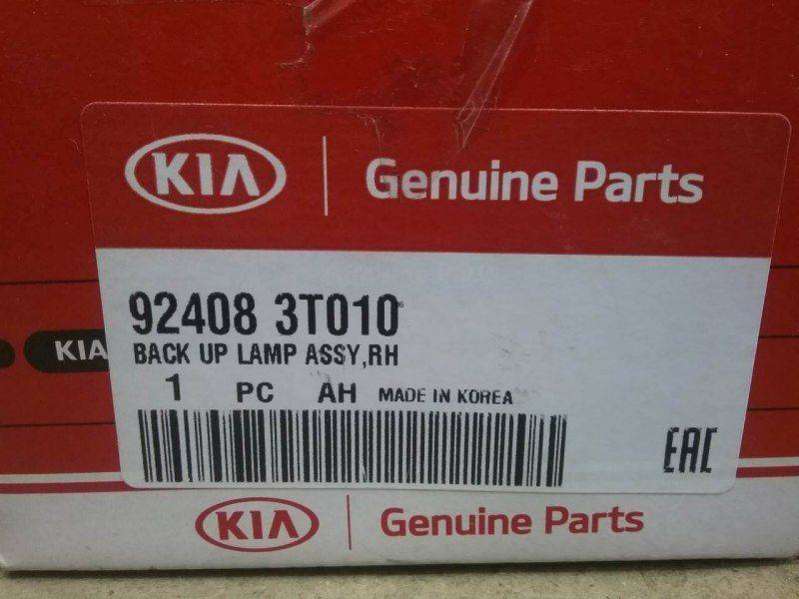 KIA Genuine Parts
92408 3T010
BACK UP LAMP ASSY,RH
KIA
1 PC AH MADE IN KOREA
EAC
KIA Genuine Parts